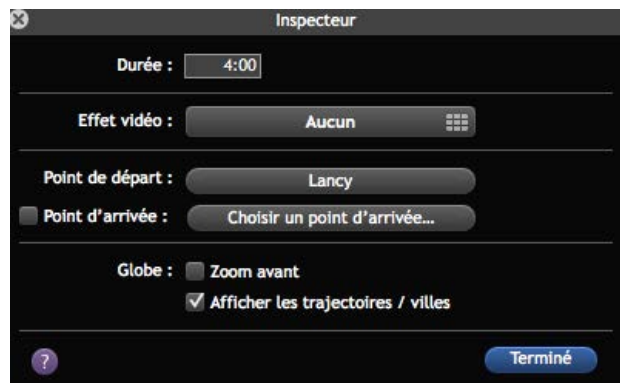 Inspecteur
Durée : 4:00
Effet vidéo : Aucun
Point de départ : Lancy
Point d'arrivée : Choisir un point d'arrivée...
Globe : Zoom avant
Afficher les trajectoires / villes
? Terminé